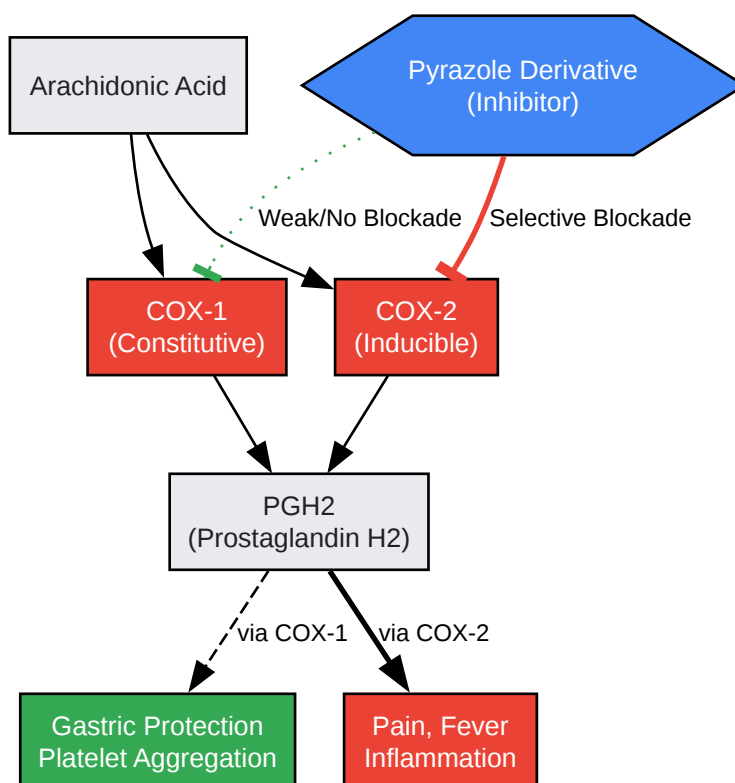 Arachidonic Acid
Pyrazole Derivative
(Inhibitor)
Weak/No Blockade
Selective Blockade
COX-1
(Constitutive)
COX-2
(Inducible)
PGH2
(Prostaglandin H2)
via COX-1
via COX-2
Gastric Protection
Platelet Aggregation
Pain, Fever
Inflammation